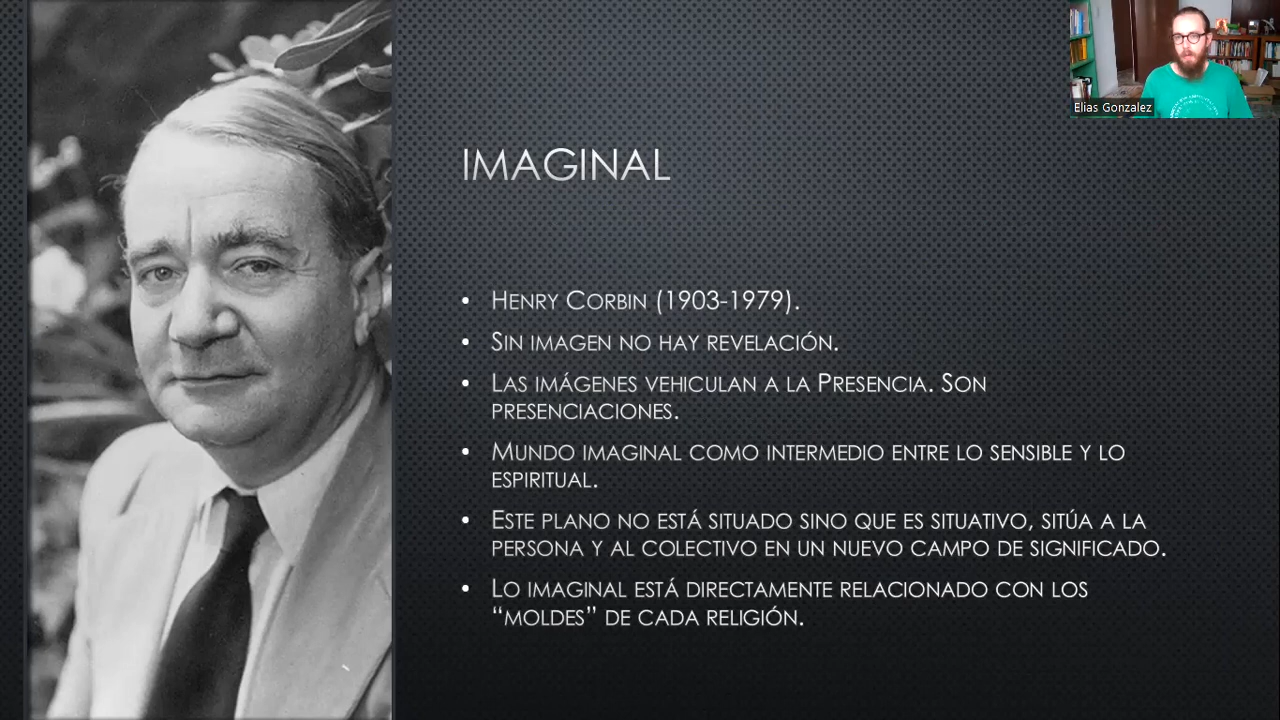 Elias Gonzalez
IMAGINAL
• Henry Corbin (1903-1979).
• Sin imagen no hay revelación.
• Las imágenes vehiculan a la Presencia. Son
presenciaciones.
• Mundo imaginal como intermedio entre lo sensible y lo
espiritual.
• Este plano no está situado sino que es situativo, sitúa a la
persona y al colectivo en un nuevo campo de significado.
• Lo imaginal está directamente relacionado con los
“moldes” de cada religión.